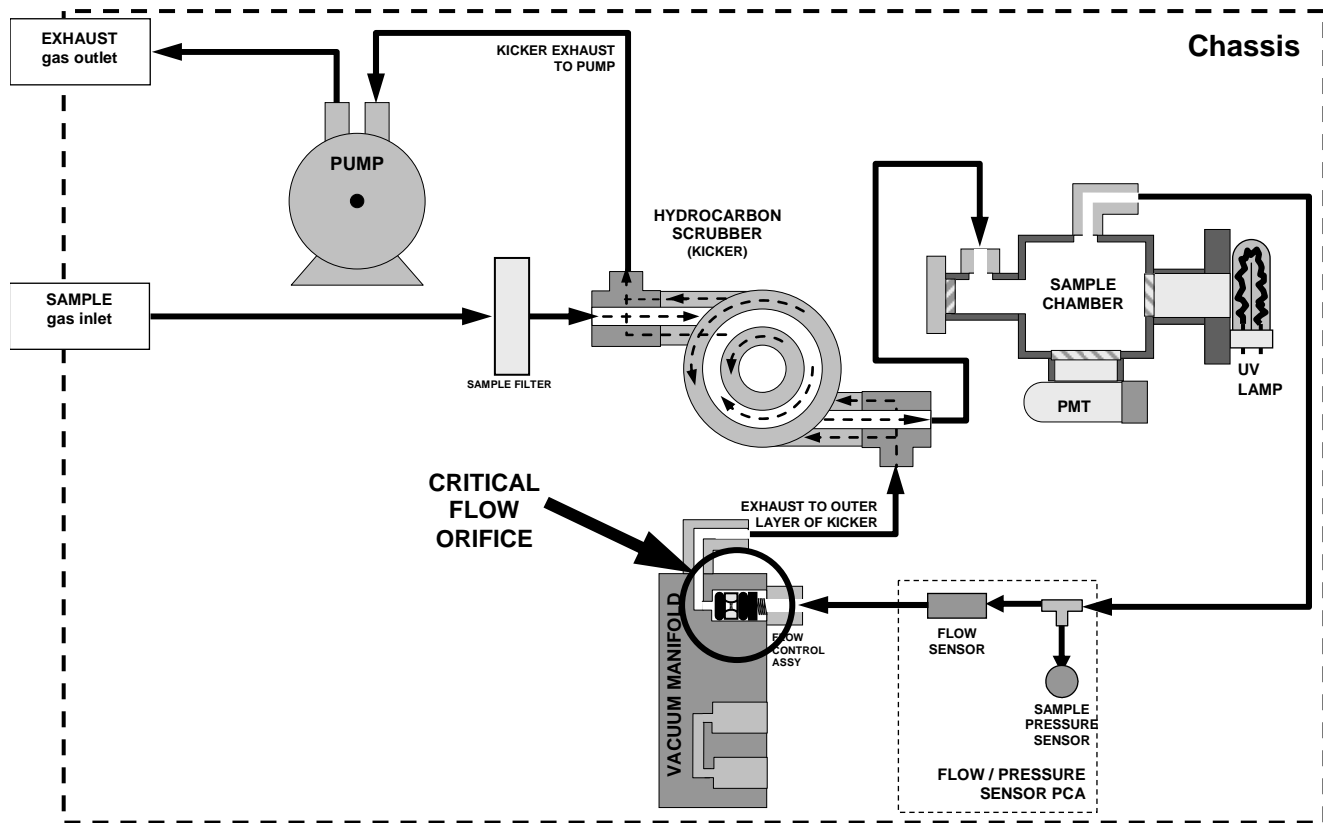 EXHAUST
gas outlet
KICKER EXHAUST
TO PUMP
Chassis
PUMP
HYDROCARBON
SCRUBBER
(KICKER)
SAMPLE
gas inlet
SAMPLE FILTER
SAMPLE
CHAMBER
UV
LAMP
PMT
CRITICAL
FLOW
ORIFICE
EXHAUST TO OUTER
LAYER OF KICKER
VACUUM MANIFOLD
FLOW
CONTROL
ASSY
FLOW
SENSOR
SAMPLE
PRESSURE
SENSOR
FLOW / PRESSURE
SENSOR PCA